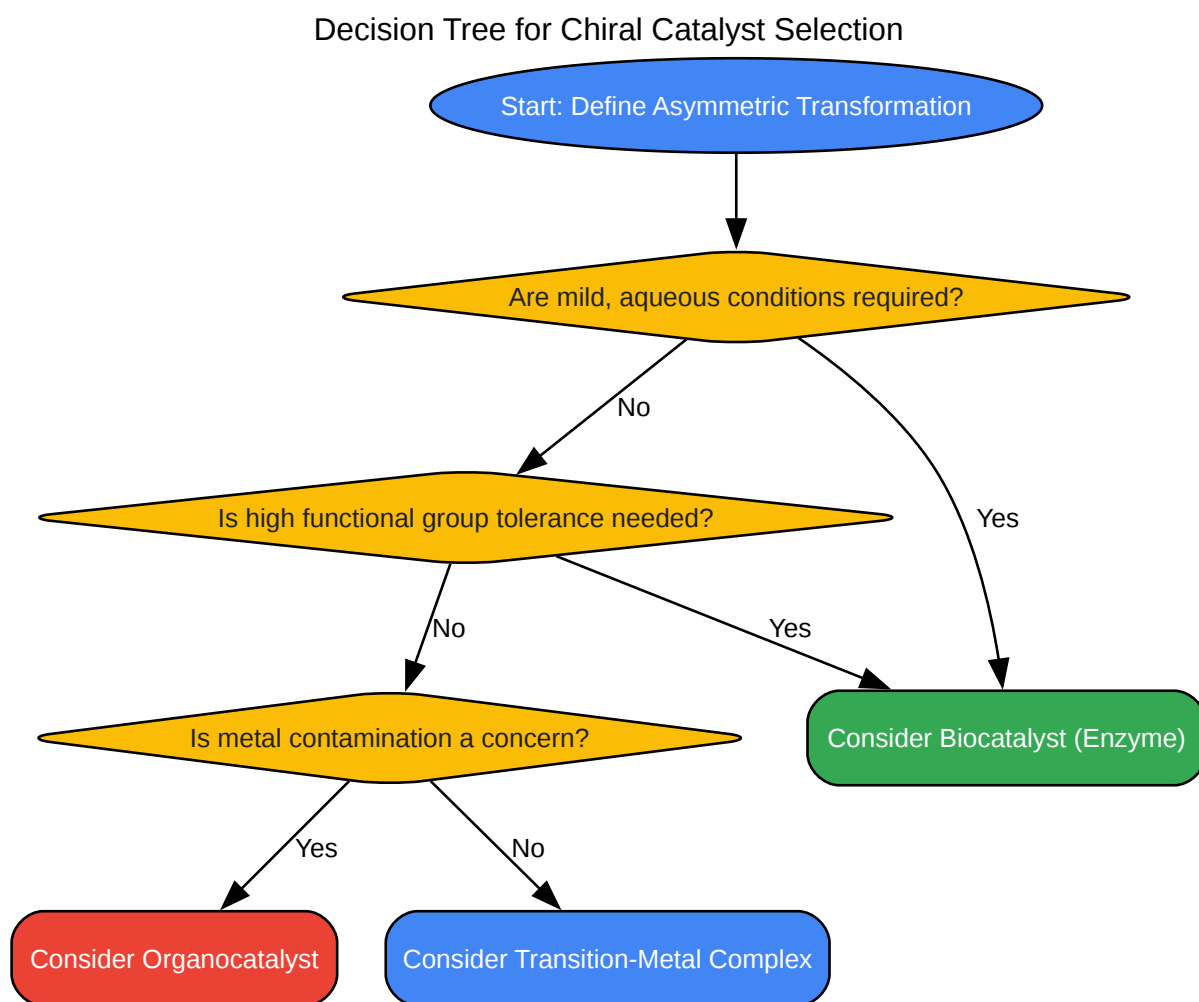 Decision Tree for Chiral Catalyst Selection
Start: Define Asymmetric Transformation
Are mild, aqueous conditions required?
No
Yes
Is high functional group tolerance needed?
No
Yes
Is metal contamination a concern?
Consider Biocatalyst (Enzyme)
Yes
No
Consider Organocatalyst
Consider Transition-Metal Complex